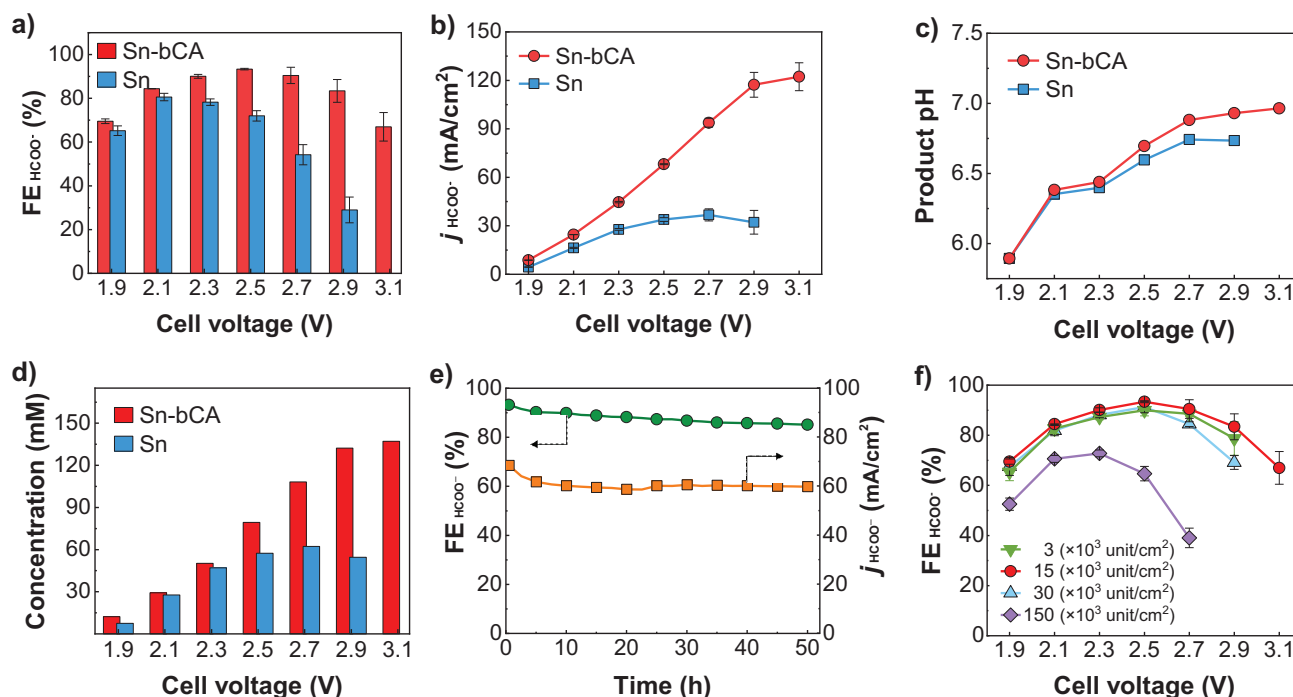 a)
Sn-bCA
Sn
FE HCOO- (%)
100
80
60
40
20
0
1.9 2.1 2.3 2.5 2.7 2.9 3.1
Cell voltage (V)
b)
Sn-bCA
Sn
j HCOO- (mA/cm²)
150
120
90
60
30
0
1.9 2.1 2.3 2.5 2.7 2.9 3.1
Cell voltage (V)
c)
Sn-bCA
Sn
Product pH
7.5
7.0
6.5
6.0
1.9 2.1 2.3 2.5 2.7 2.9 3.1
Cell voltage (V)
d)
Sn-bCA
Sn
Concentration (mM)
150
120
90
60
30
1.9 2.1 2.3 2.5 2.7 2.9 3.1
Cell voltage (V)
e)
FE HCOO⁻ (%)
100
80
60
40
20
0
j HCOO⁻ (mA/cm²)
100
80
60
40
20
0
0 10 20 30 40 50
Time (h)
f)
FE HCOO- (%)
100
80
60
40
20
0
3 (×10³ unit/cm²)
15 (×10³ unit/cm²)
30 (×10³ unit/cm²)
150 (×10³ unit/cm²)
1.9 2.1 2.3 2.5 2.7 2.9 3.1
Cell voltage (V)